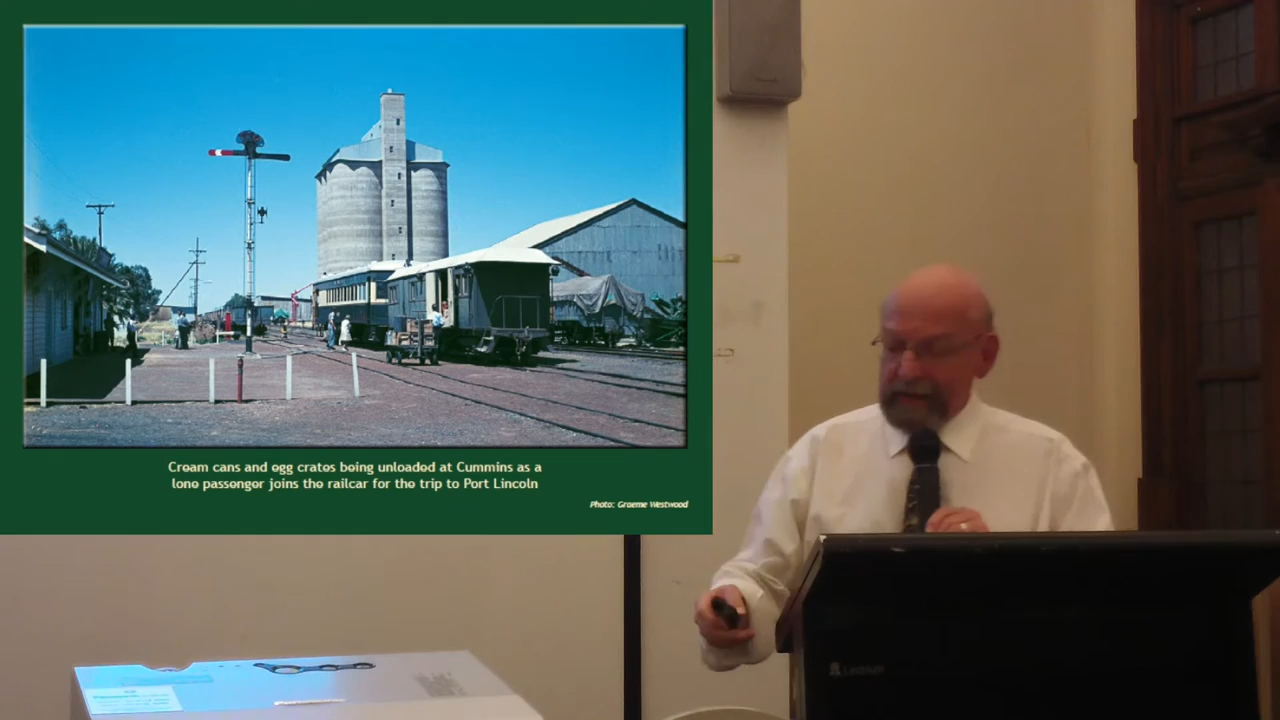 Cream cans and egg crates being unloaded at Cummins as a
lone passenger joins the railcar for the trip to Port Lincoln
Photo: Graeme Westwood